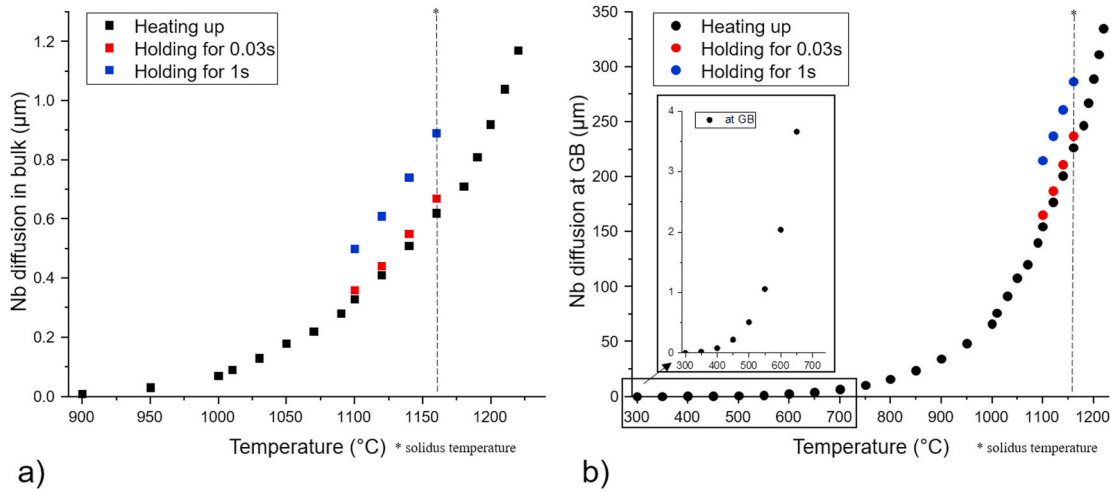 *
Heating up
Holding for 0.03s
Holding for 1s
1.2
1.0
0.8
0.6
0.4
0.2
0.0
Nb diffusion in bulk (μm)
900 950 1000 1050 1100 1150 1200
Temperature (°C)
* solidus temperature
a)
*
Heating up
Holding for 0.03s
Holding for 1s
350
300
250
200
150
100
50
0
Nb diffusion at GB (μm)
at GB
4
3
2
1
0
300 400 500 600 700
300 400 500 600 700 800 900 1000 1100 1200
Temperature (°C)
* solidus temperature
b)